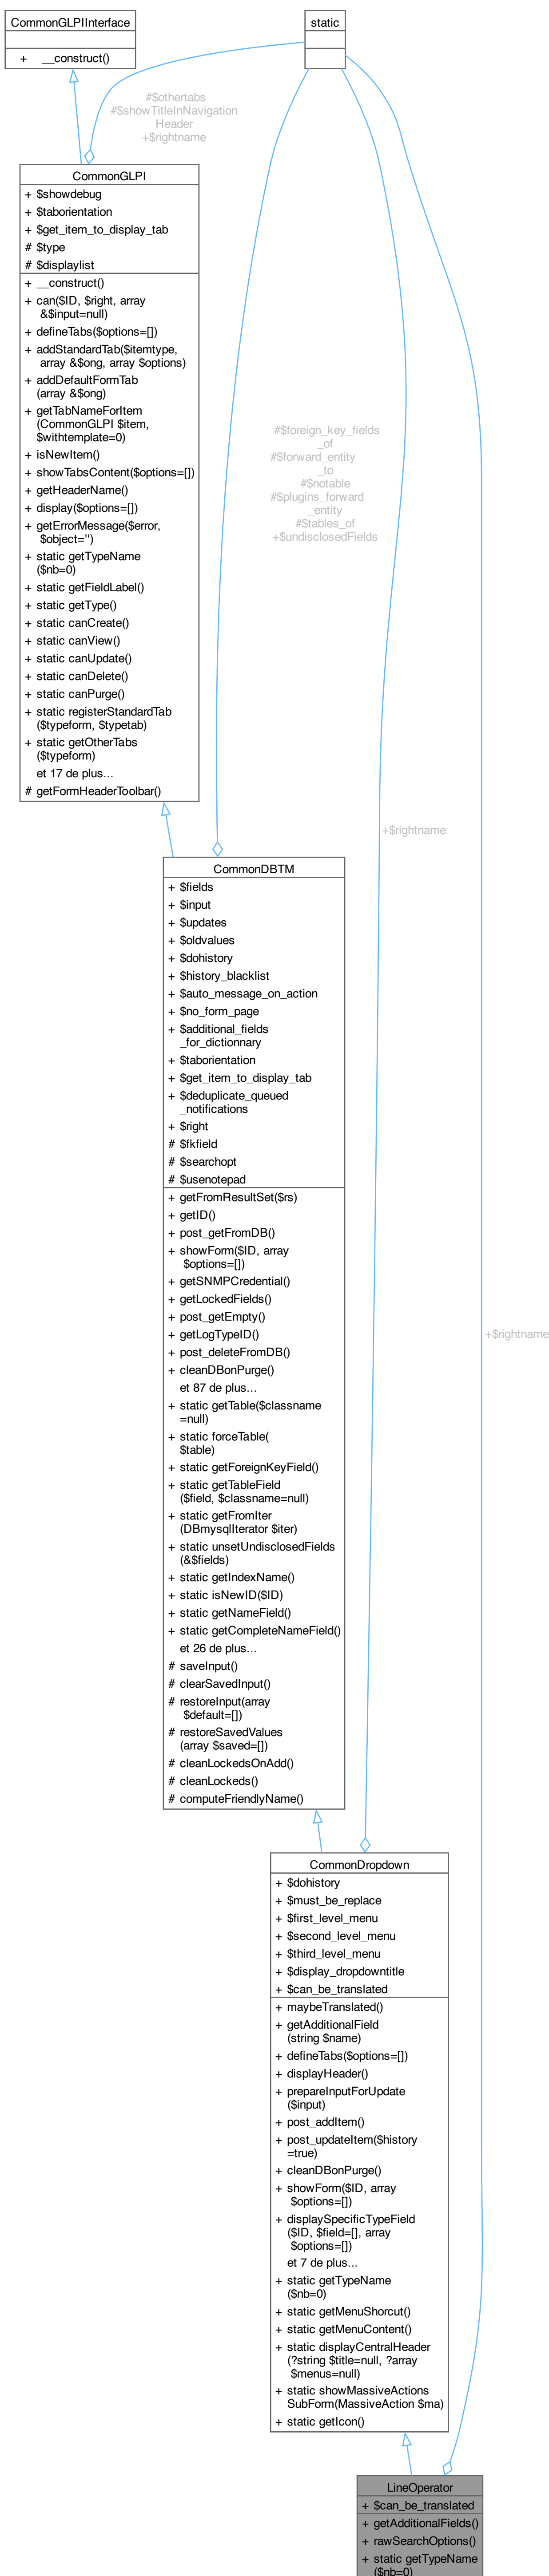 CommonGLPIInterface
+ __construct()
static
#$othertabs
#$showTitleInNavigation
Header
+$rightname
CommonGLPI
+ $showdebug
+ $taborientation
+ $get_item_to_display_tab
# $type
# $displaylist
+ __construct()
+ can($ID, $right, array
&$input=null)
+ defineTabs($options=[])
+ addStandardTab($itemtype,
array &$ong, array $options)
+ addDefaultFormTab
(array &$ong)
+ getTabNameForItem
(CommonGLPI $item,
$withtemplate=0)
+ isNewItem()
+ showTabsContent($options=[])
+ getHeaderName()
+ display($options=[])
+ getErrorMessage($error,
$object='')
+ static getTypeName
($nb=0)
+ static getFieldLabel()
+ static getType()
+ static canCreate()
+ static canView()
+ static canUpdate()
+ static canDelete()
+ static canPurge()
+ static registerStandardTab
($typeform, $typetab)
+ static getOtherTabs
($typeform)
et 17 de plus...
# getFormHeaderToolbar()
#$foreign_key_fields
_of
#$forward_entity
_to
#$notable
#$plugins_forward
_entity
#$tables_of
+$undisclosedFields
+$rightname
CommonDBTM
+ $fields
+ $input
+ $updates
+ $oldvalues
+ $dohistory
+ $history_blacklist
+ $auto_message_on_action
+ $no_form_page
+ $additional_fields
_for_dictionnary
+ $taborientation
+ $get_item_to_display_tab
+ $deduplicate_queued
_notifications
+ $right
# $fkfield
# $searchopt
# $usenotepad
+ getFromResultSet($rs)
+ getID()
+ post_getFromDB()
+ showForm($ID, array
$options=[])
+ getSNMPCredential()
+ getLockedFields()
+ post_getEmpty()
+ getLogTypeID()
+ post_deleteFromDB()
+ cleanDBonPurge()
et 87 de plus...
+ static getTable($classname
=null)
+ static forceTable(
$table)
+ static getForeignKeyField()
+ static getTableField
($field, $classname=null)
+ static getFromIter
(DBmysqlIterator $iter)
+ static unsetUndisclosedFields
(&$fields)
+ static getIndexName()
+ static isNewID($ID)
+ static getNameField()
+ static getCompleteNameField()
et 26 de plus...
# saveInput()
# clearSavedInput()
# restoreInput(array
$default=[])
# restoreSavedValues
(array $saved=[])
# cleanLockedsOnAdd()
# cleanLockeds()
# computeFriendlyName()
+$rightname
CommonDropdown
+ $dohistory
+ $must_be_replace
+ $first_level_menu
+ $second_level_menu
+ $third_level_menu
+ $display_dropdowntitle
+ $can_be_translated
+ maybeTranslated()
+ getAdditionalField
(string $name)
+ defineTabs($options=[])
+ displayHeader()
+ prepareInputForUpdate
($input)
+ post_addItem()
+ post_updateItem($history
=true)
+ cleanDBonPurge()
+ showForm($ID, array
$options=[])
+ displaySpecificTypeField
($ID, $field=[], array
$options=[])
et 7 de plus...
+ static getTypeName
($nb=0)
+ static getMenuShorcut()
+ static getMenuContent()
+ static displayCentralHeader
(?string $title=null, ?array
$menus=null)
+ static showMassiveActions
SubForm(MassiveAction $ma)
+ static getIcon()
LineOperator
+ $can_be_translated
+ getAdditionalFields()
+ rawSearchOptions()
+ static getTypeName
($nb=0)